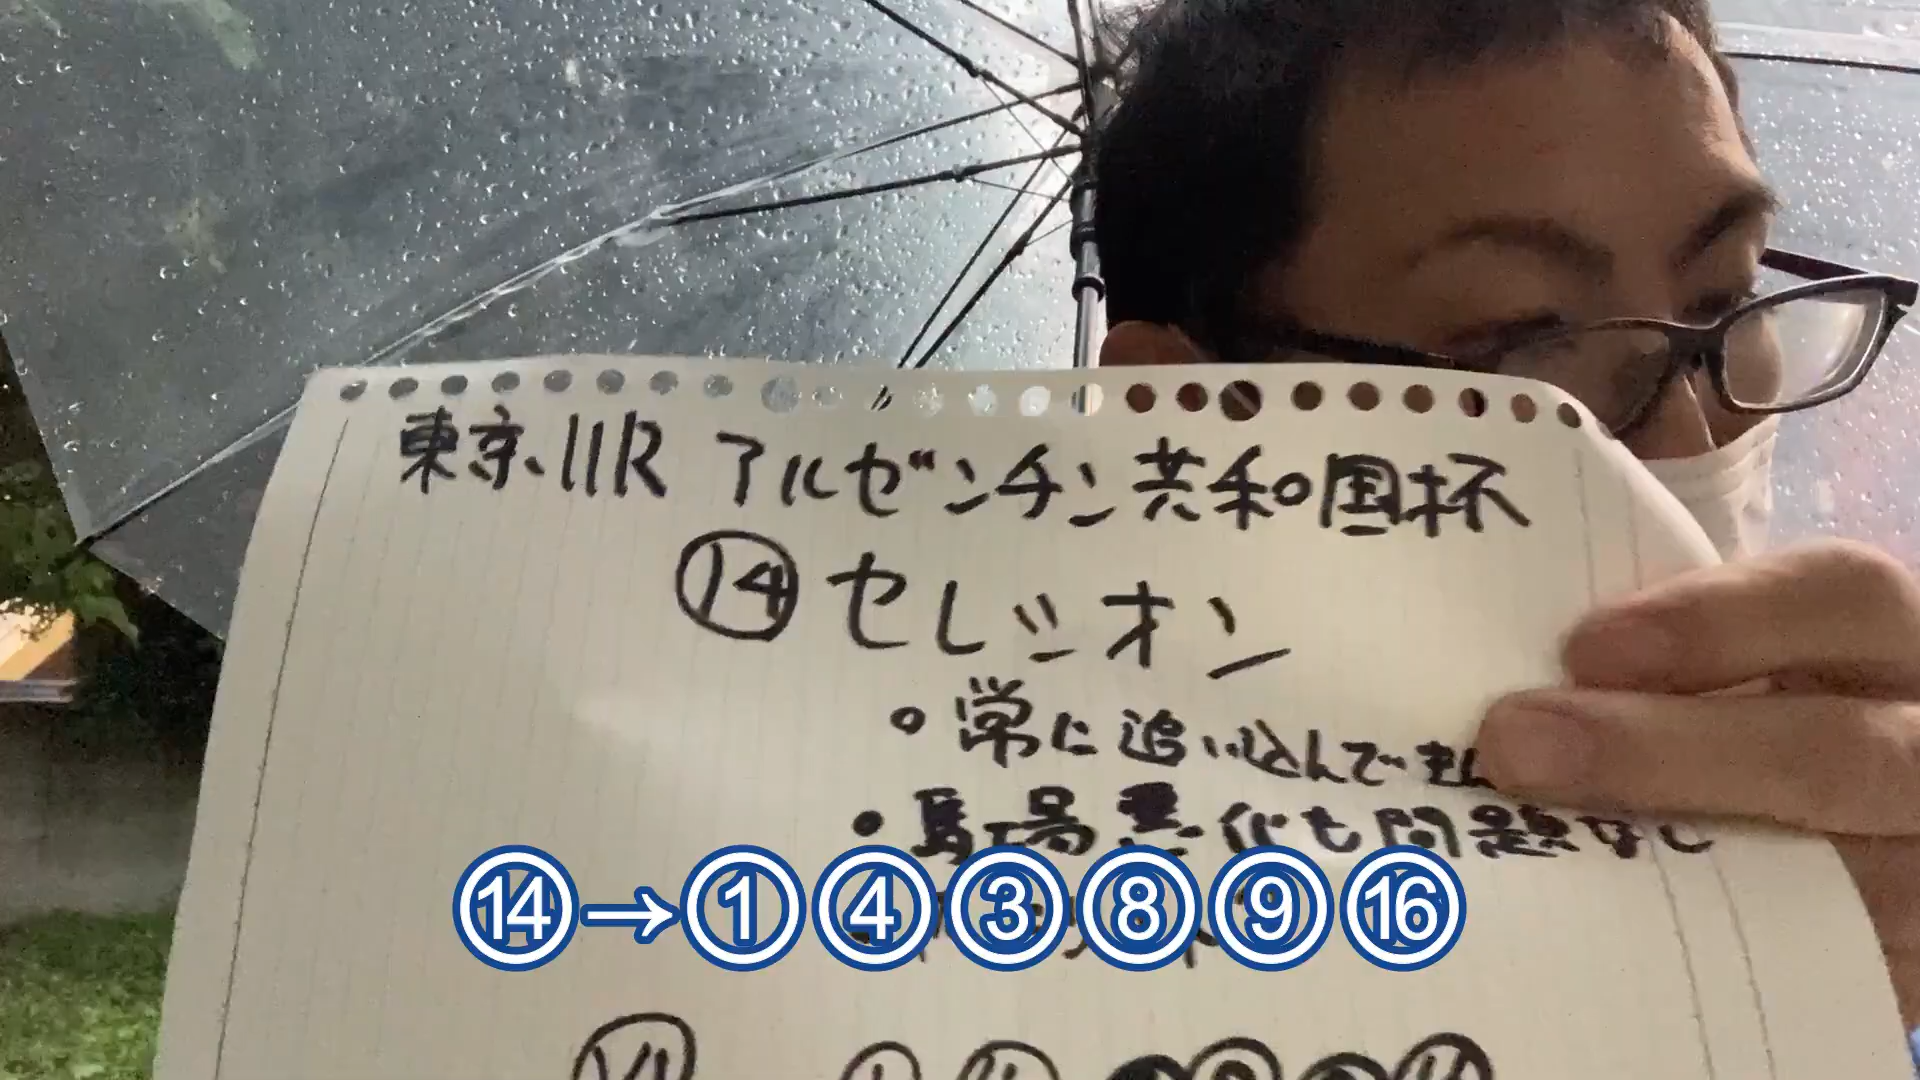 東京11R アルゼンチン共和国杯
⑭ セレシオン
・常に追い込んで
・馬場悪化も問題なし
⑭→①④③⑧⑨⑯